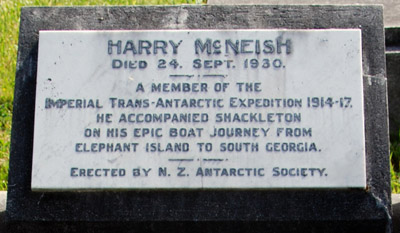 HARRY McNEISH
DIED 24. SEPT. 1930.
A MEMBER OF THE
IMPERIAL TRANS-ANTARCTIC EXPEDITION 1914-17.
HE ACCOMPANIED SHACKLETON
ON HIS EPIC BOAT JOURNEY FROM
ELEPHANT ISLAND TO SOUTH GEORGIA.
ERECTED BY N. Z. ANTARCTIC SOCIETY.